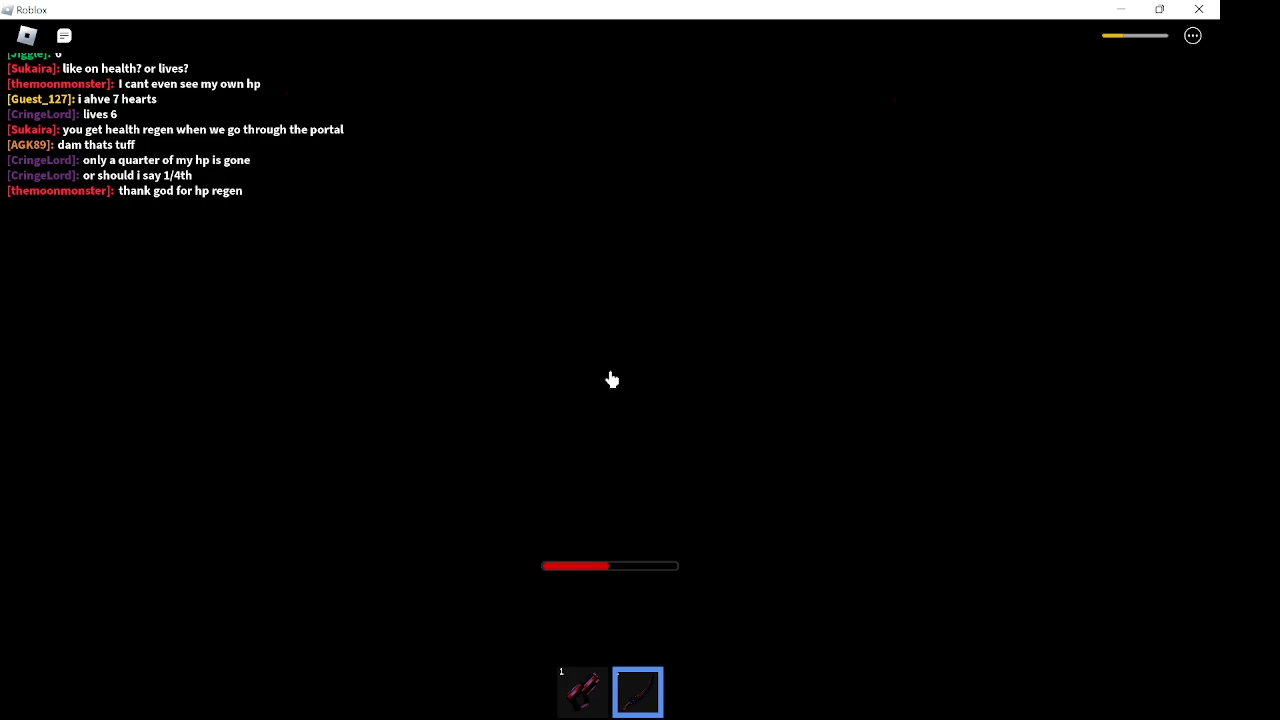 Roblox
[Jiggle]: 6
[Sukaira]: like on health? or lives?
[themoonmonster]: I cant even see my own hp
[Guest_127]: i ahve 7 hearts
[CringeLord]: lives 6
[Sukaira]: you get health regen when we go through the portal
[AGK89]: dam thats tuff
[CringeLord]: only a quarter of my hp is gone
[CringeLord]: or should i say 1/4th
[themoonmonster]: thank god for hp regen
1